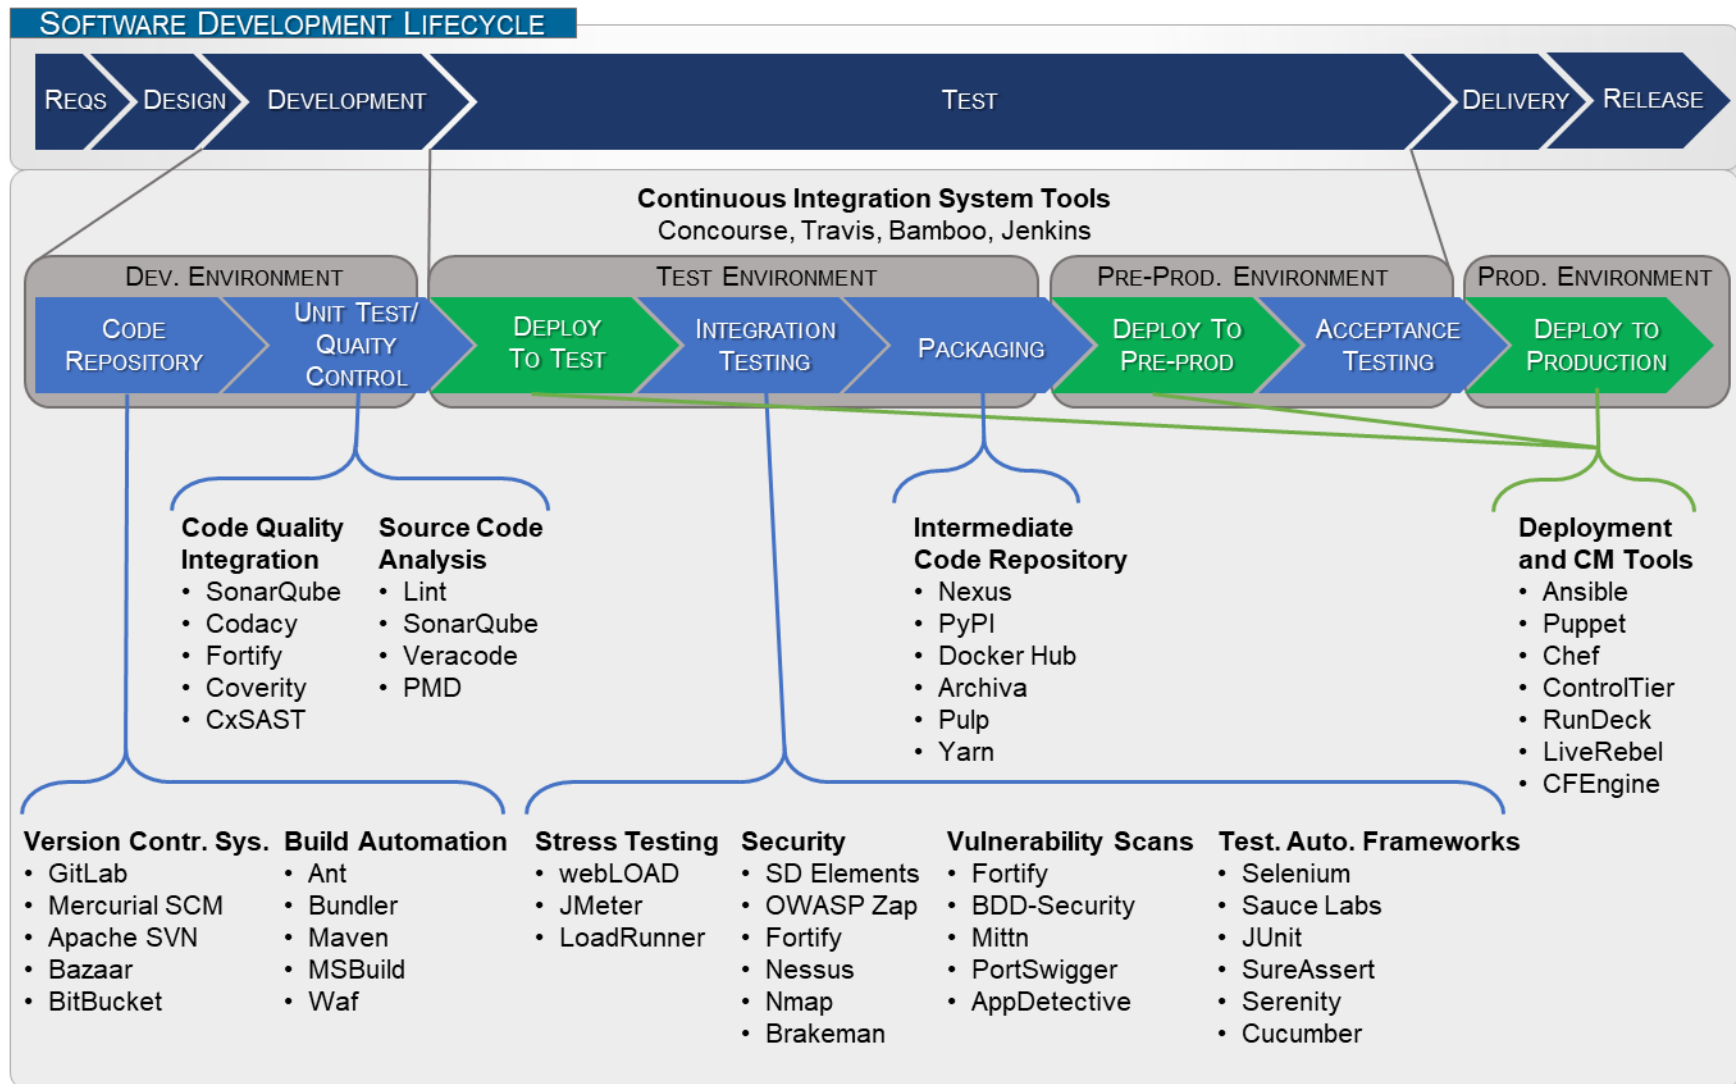 SOFTWARE DEVELOPMENT LIFECYCLE
REQS
DESIGN
DEVELOPMENT
TEST
DELIVERY
RELEASE
Continuous Integration System Tools
Concourse, Travis, Bamboo, Jenkins
DEV. ENVIRONMENT
TEST ENVIRONMENT
PRE-PROD. ENVIRONMENT
PROD. ENVIRONMENT
CODE
REPOSITORY
UNIT TEST/
QUAITY
CONTROL
DEPLOY
TO TEST
INTEGRATION
TESTING
PACKAGING
DEPLOY TO
PRE-PROD
ACCEPTANCE
TESTING
DEPLOY TO
PRODUCTION
Code Quality
Integration
• SonarQube
• Codacy
• Fortify
• Coverity
• CxSAST
Source Code
Analysis
• Lint
• SonarQube
• Veracode
• PMD
Intermediate
Code Repository
• Nexus
• PyPI
• Docker Hub
• Archiva
• Pulp
• Yarn
Deployment
and CM Tools
• Ansible
• Puppet
• Chef
• ControlTier
• RunDeck
• LiveRebel
• CFEngine
Version Contr. Sys.
• GitLab
• Mercurial SCM
• Apache SVN
• Bazaar
• BitBucket
Build Automation
• Ant
• Bundler
• Maven
• MSBuild
• Waf
Stress Testing
• webLOAD
• JMeter
• LoadRunner
Security
• SD Elements
• OWASP Zap
• Fortify
• Nessus
• Nmap
• Brakeman
Vulnerability Scans
• Fortify
• BDD-Security
• Mittn
• PortSwigger
• AppDetective
Test. Auto. Frameworks
• Selenium
• Sauce Labs
• JUnit
• SureAssert
• Serenity
• Cucumber